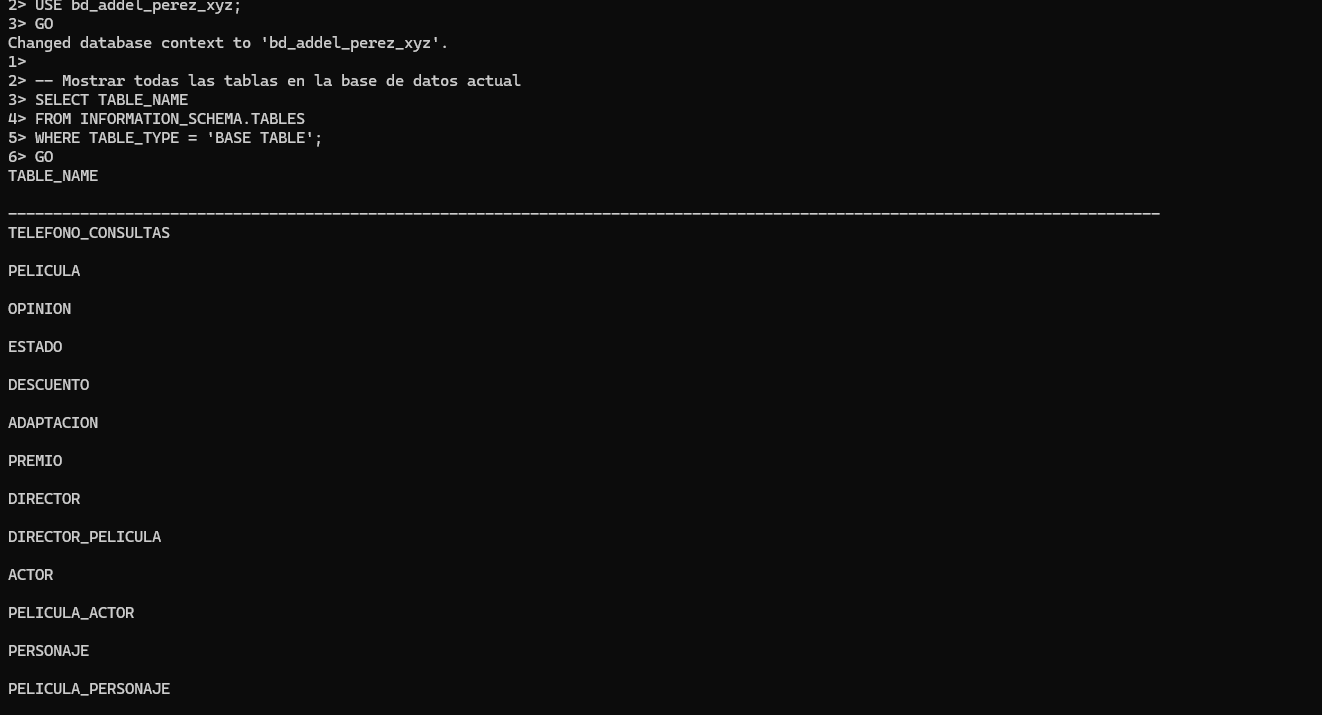 2> USE bd_addel_perez_xyz;
3> GO
Changed database context to 'bd_addel_perez_xyz'.
1>
2> -- Mostrar todas las tablas en la base de datos actual
3> SELECT TABLE_NAME
4> FROM INFORMATION_SCHEMA.TABLES
5> WHERE TABLE_TYPE = 'BASE TABLE';
6> GO
TABLE_NAME
--------------------------------------------------------------------------------------------------------------------------------
TELEFONO_CONSULTAS
PELICULA
OPINION
ESTADO
DESCUENTO
ADAPTACION
PREMIO
DIRECTOR
DIRECTOR_PELICULA
ACTOR
PELICULA_ACTOR
PERSONAJE
PELICULA_PERSONAJE